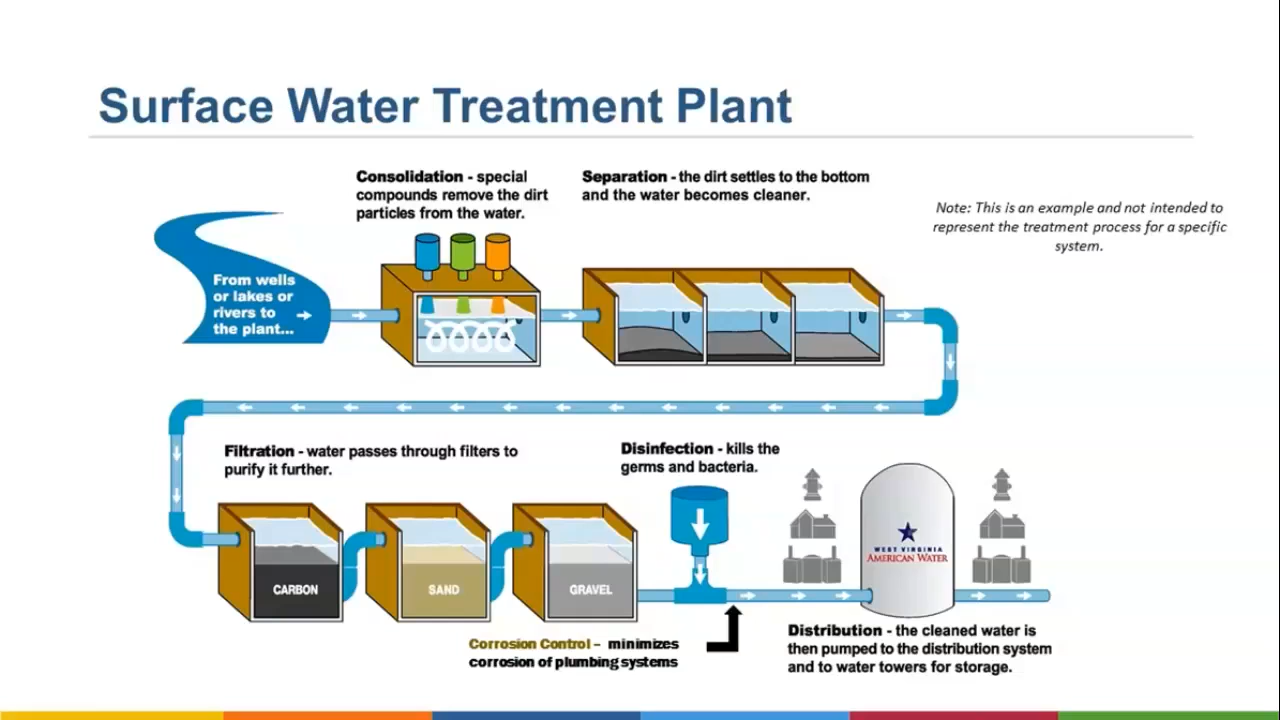 Surface Water Treatment Plant
Consolidation - special
compounds remove the dirt
particles from the water.
Separation - the dirt settles to the bottom
and the water becomes cleaner.
Note: This is an example and not intended to
represent the treatment process for a specific
system.
From wells
or lakes or
rivers to
the plant...
Filtration - water passes through filters to
purify it further.
Disinfection - kills the
germs and bacteria.
CARBON
SAND
GRAVEL
WEST VIRGINIA
AMERICAN WATER
Corrosion Control – minimizes
corrosion of plumbing systems
Distribution - the cleaned water is
then pumped to the distribution system
and to water towers for storage.